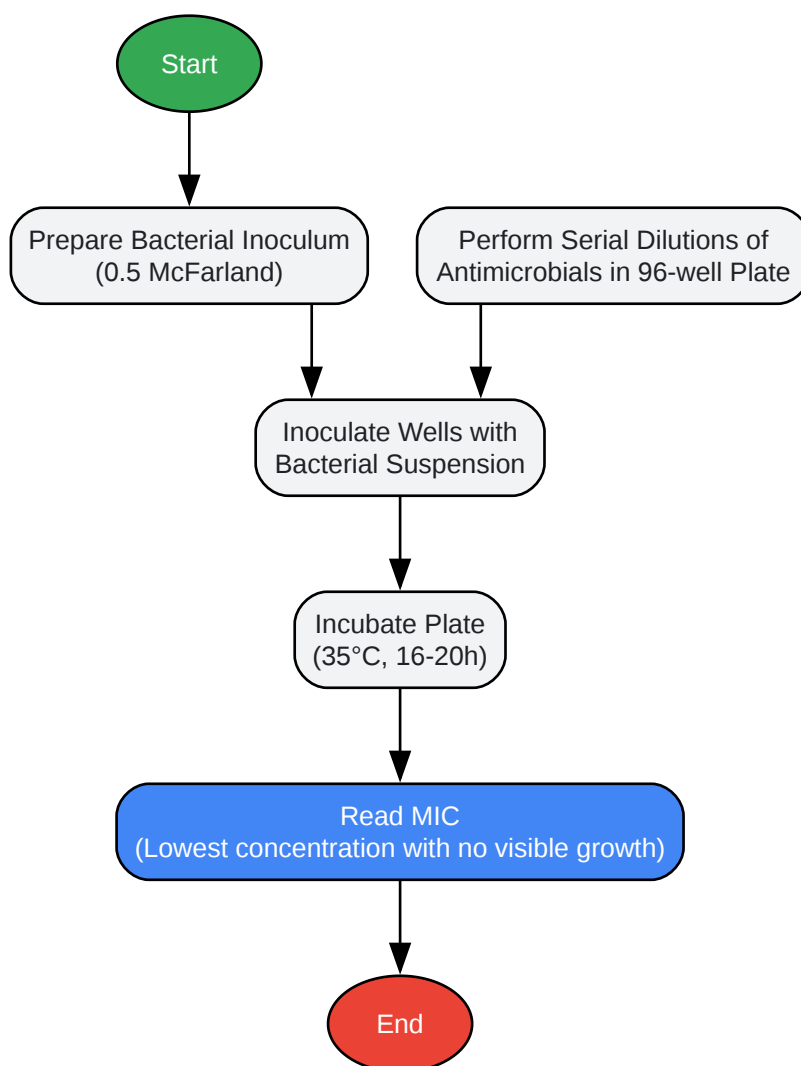 Start
Prepare Bacterial Inoculum
(0.5 McFarland)
Perform Serial Dilutions of
Antimicrobials in 96-well Plate
Inoculate Wells with
Bacterial Suspension
Incubate Plate
(35°C, 16-20h)
Read MIC
(Lowest concentration with no visible growth)
End